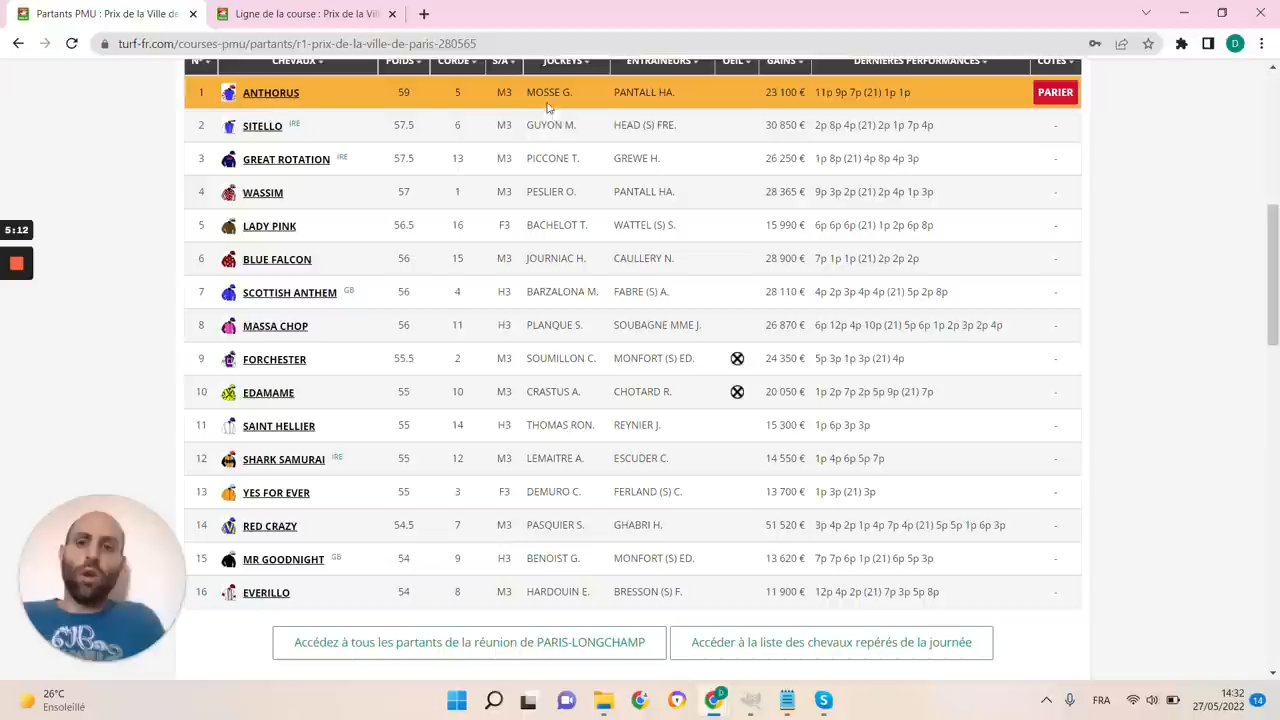 Partants PMU : Prix de la Ville de
Ligne de la course : Prix de la Vil
turf-fr.com/courses-pmu/partants/r1-prix-de-la-ville-de-paris-280565
N° CHEVAUX POIDS CORDE S/A JOCKEYS ENTRAINEURS OEIL GAINS DERNIÈRES PERFORMANCES COTES
1 ANTHORUS 59 5 M3 MOSSE G. PANTALL HA. 23 100 € 11p 9p 7p (21) 1p 1p PARIER
2 SITELLO IRE 57.5 6 M3 GUYON M. HEAD (S) FRE. 30 850 € 2p 8p 4p (21) 2p 1p 7p 4p -
3 GREAT ROTATION IRE 57.5 13 M3 PICCONE T. GREWE H. 26 250 € 1p 8p (21) 4p 8p 4p 3p -
4 WASSIM 57 1 M3 PESLIER O. PANTALL HA. 28 365 € 9p 3p 2p (21) 2p 4p 1p 3p -
5 LADY PINK 56.5 16 F3 BACHELOT T. WATTEL (S) S. 15 990 € 6p 6p 6p (21) 1p 2p 6p 8p -
6 BLUE FALCON 56 15 M3 JOURNIAC H. CAULLERY N. 28 900 € 7p 1p 1p (21) 2p 2p 2p -
7 SCOTTISH ANTHEM GB 56 4 H3 BARZALONA M. FABRE (S) A. 28 110 € 4p 2p 3p 4p 4p (21) 5p 2p 8p -
8 MASSA CHOP 56 11 H3 PLANQUE S. SOUBAGNE MME J. 26 870 € 6p 12p 4p 10p (21) 5p 6p 1p 2p 3p 2p 4p -
9 FORCHESTER 55.5 2 M3 SOUMILLON C. MONFORT (S) ED. 24 350 € 5p 3p 1p 3p (21) 4p -
10 EDAMAME 55 10 M3 CRASTUS A. CHOTARD R. 20 050 € 1p 2p 7p 2p 5p 9p (21) 7p -
11 SAINT HELLIER 55 14 H3 THOMAS RON. REYNIER J. 15 300 € 1p 6p 3p 3p -
12 SHARK SAMURAI IRE 55 12 M3 LEMAITRE A. ESCUDER C. 14 550 € 1p 4p 6p 5p 7p -
13 YES FOR EVER 55 3 F3 DEMURO C. FERLAND (S) C. 13 700 € 1p 3p (21) 3p -
14 RED CRAZY 54.5 7 M3 PASQUIER S. GHABRI H. 51 520 € 3p 4p 2p 1p 4p 7p 4p (21) 5p 5p 1p 6p 3p -
15 MR GOODNIGHT GB 54 9 H3 BENOIST G. MONFORT (S) ED. 13 620 € 7p 7p 6p 1p (21) 6p 5p 3p -
16 EVERILLO 54 8 M3 HARDOUIN E. BRESSON (S) F. 11 900 € 12p 4p 2p (21) 7p 3p 5p 8p -
5:12
Accédez à tous les partants de la réunion de PARIS-LONGCHAMP
Accéder à la liste des chevaux repérés de la journée
26°C
Ensoleillé
FRA
14:32
27/05/2022
14